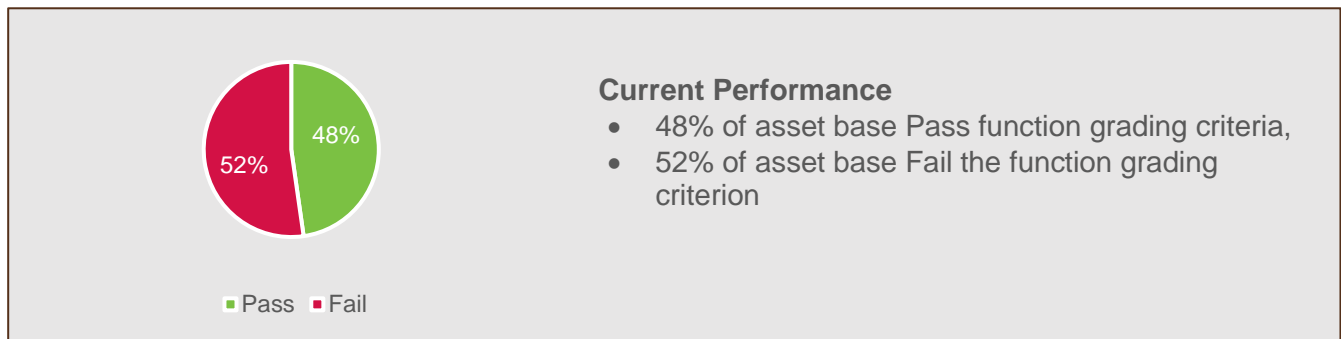 48%
52%
Pass Fail
Current Performance
• 48% of asset base Pass function grading criteria,
• 52% of asset base Fail the function grading
criterion